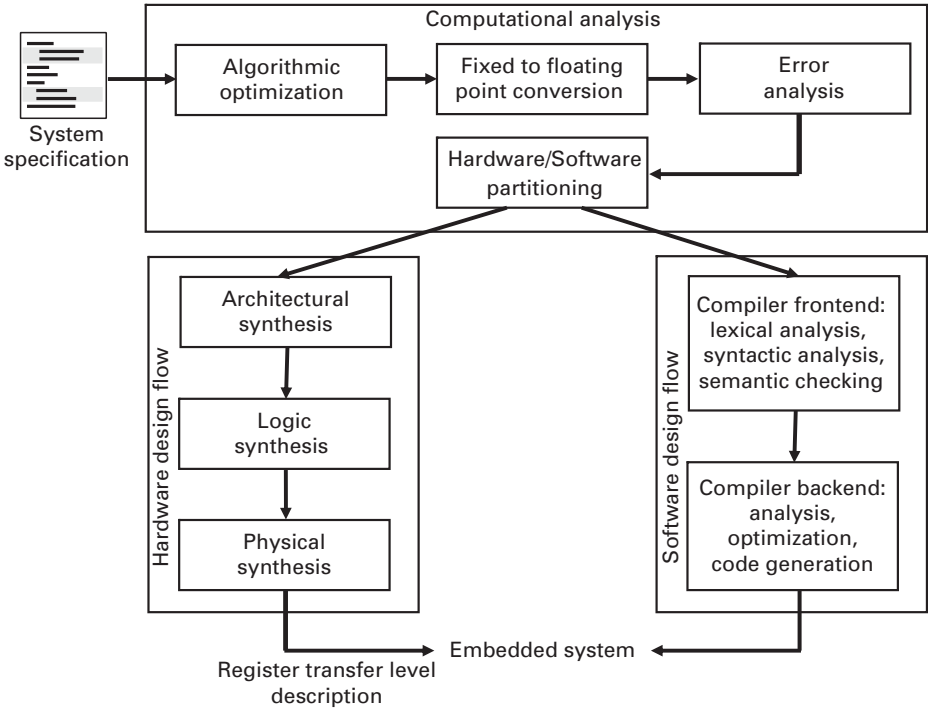 Computational analysis
Algorithmic
optimization
Fixed to floating
point conversion
Error
analysis
System
specification
Hardware/Software
partitioning
Hardware design flow
Architectural
synthesis
Logic
synthesis
Physical
synthesis
Software design flow
Compiler frontend:
lexical analysis,
syntactic analysis,
semantic checking
Compiler backend:
analysis,
optimization,
code generation
Embedded system
Register transfer level
description